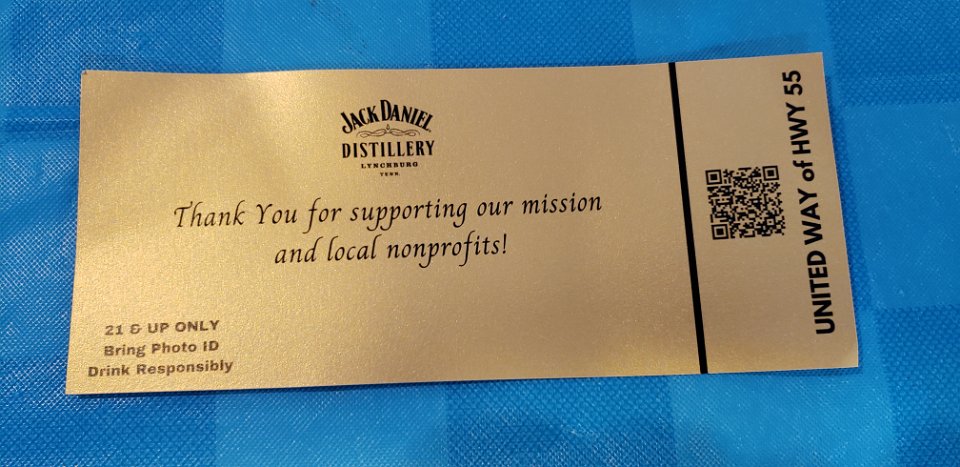 JACK DANIEL
DISTILLERY
LYNCHBURG
TENN.
Thank You for supporting our mission
and local nonprofits!
21 & UP ONLY
Bring Photo ID
Drink Responsibly
UNITED WAY of HWY 55